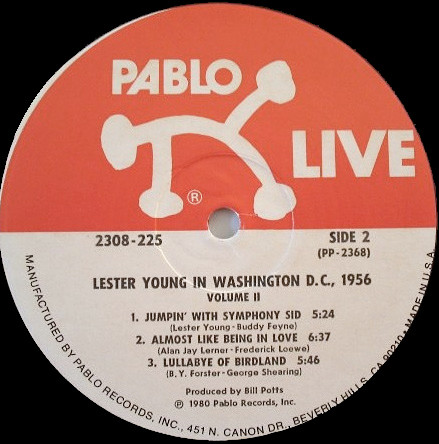 PABLO
LIVE
®
2308-225
SIDE 2
(PP-2368)
LESTER YOUNG IN WASHINGTON D.C., 1956
VOLUME II
1. JUMPIN' WITH SYMPHONY SID 5:24
(Lester Young-Buddy Feyne)
2. ALMOST LIKE BEING IN LOVE 6:37
(Alan Jay Lerner - Frederick Loewe)
3. LULLABYE OF BIRDLAND 5:46
(B.Y. Forster-George Shearing)
Produced by Bill Potts
℗ 1980 Pablo Records, Inc.
MANUFACTURED BY PABLO RECORDS, INC., 451 N. CANON DR., BEVERLY HILLS, CA 90210 • MADE IN U.S.A.